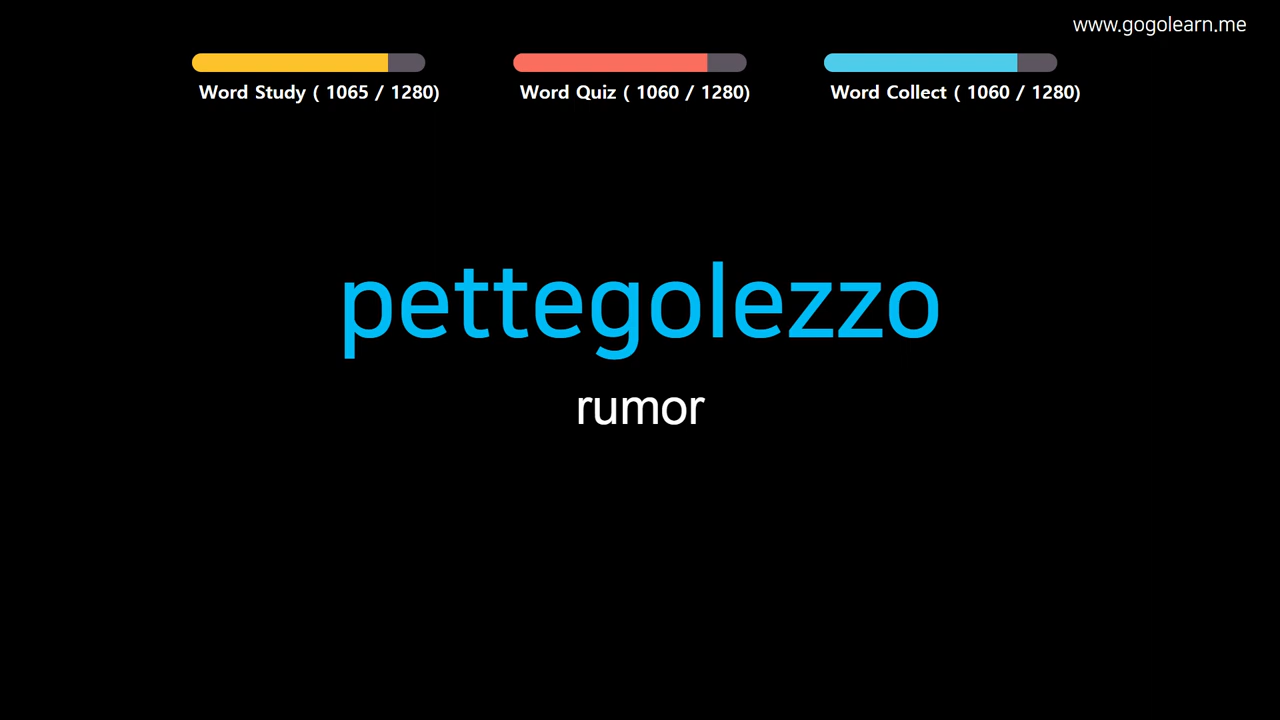 www.gogolearn.me
Word Study ( 1065 / 1280)
Word Quiz ( 1060 / 1280)
Word Collect ( 1060 / 1280)
pettegolezzo
rumor